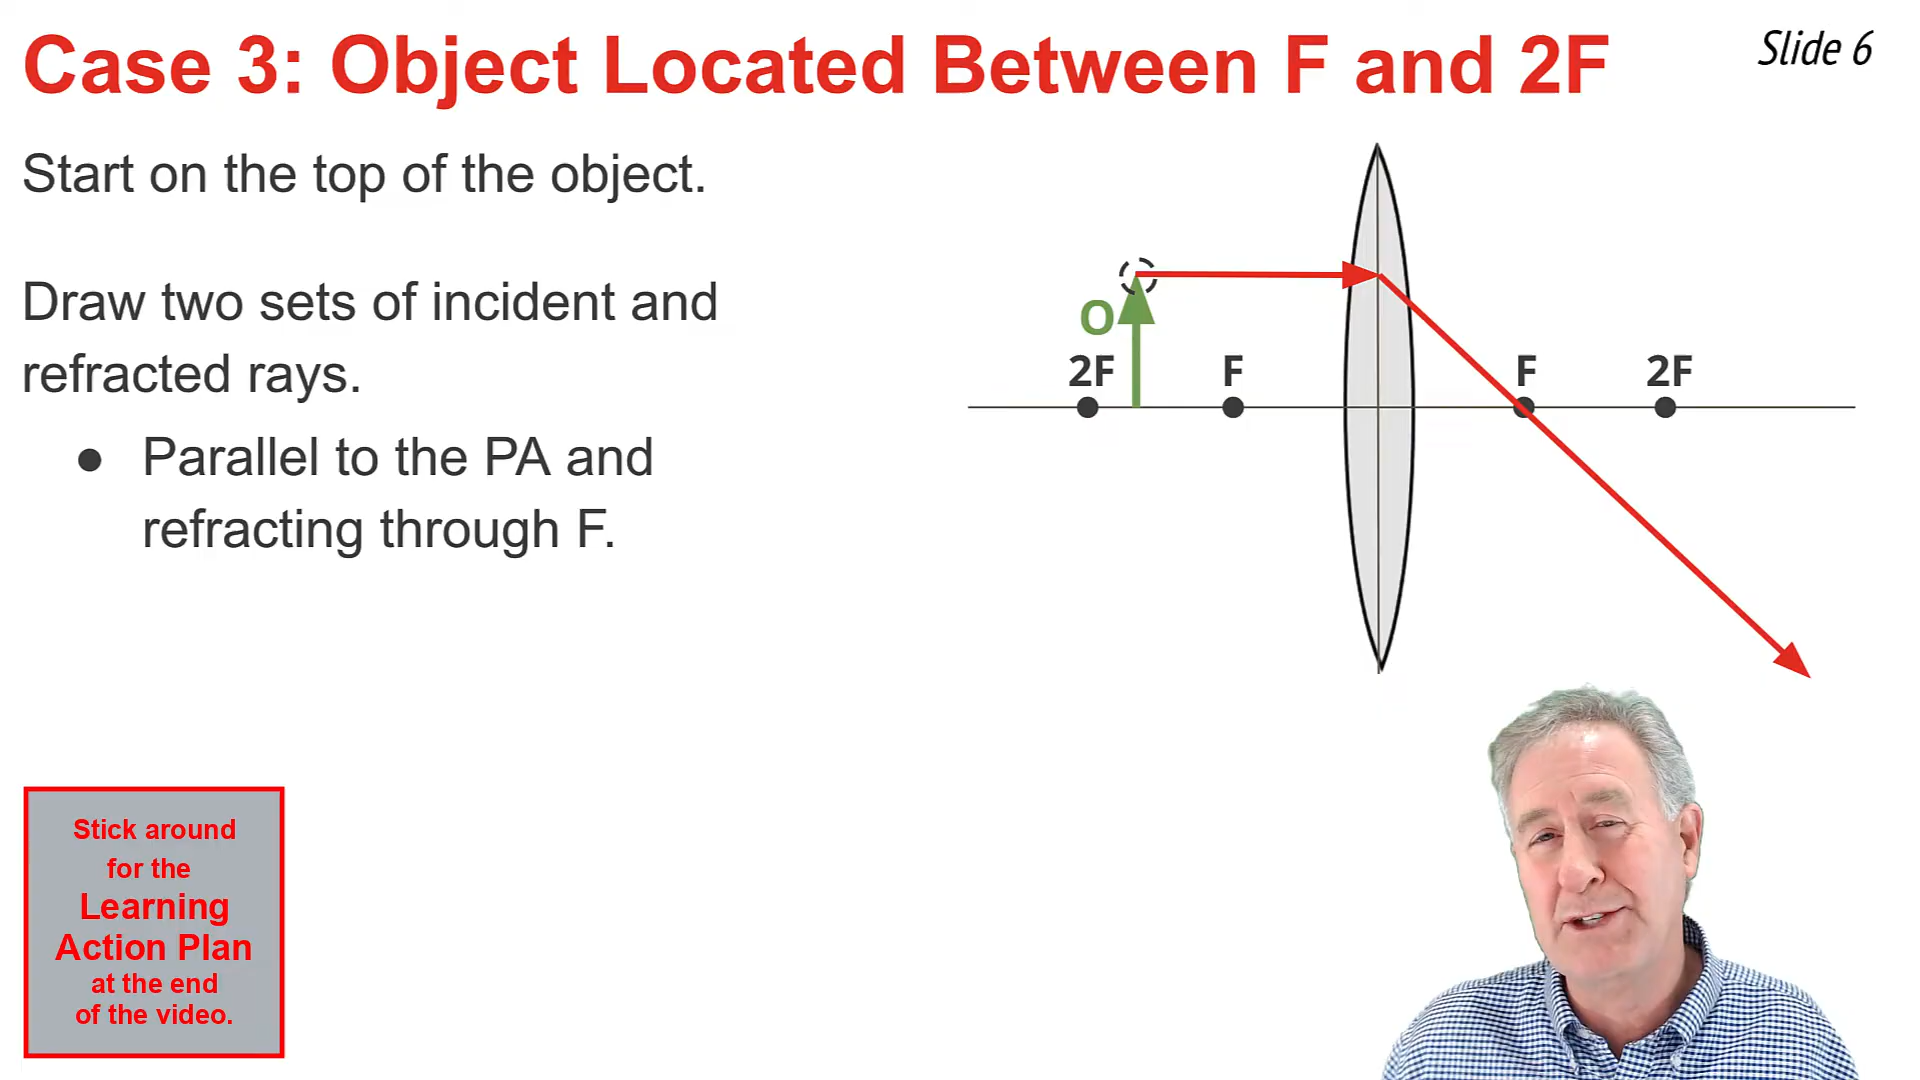 Case 3: Object Located Between F and 2F
Slide 6
Start on the top of the object.
Draw two sets of incident and
refracted rays.
● Parallel to the PA and
refracting through F.
O
2F F F 2F
Stick around
for the
Learning
Action Plan
at the end
of the video.